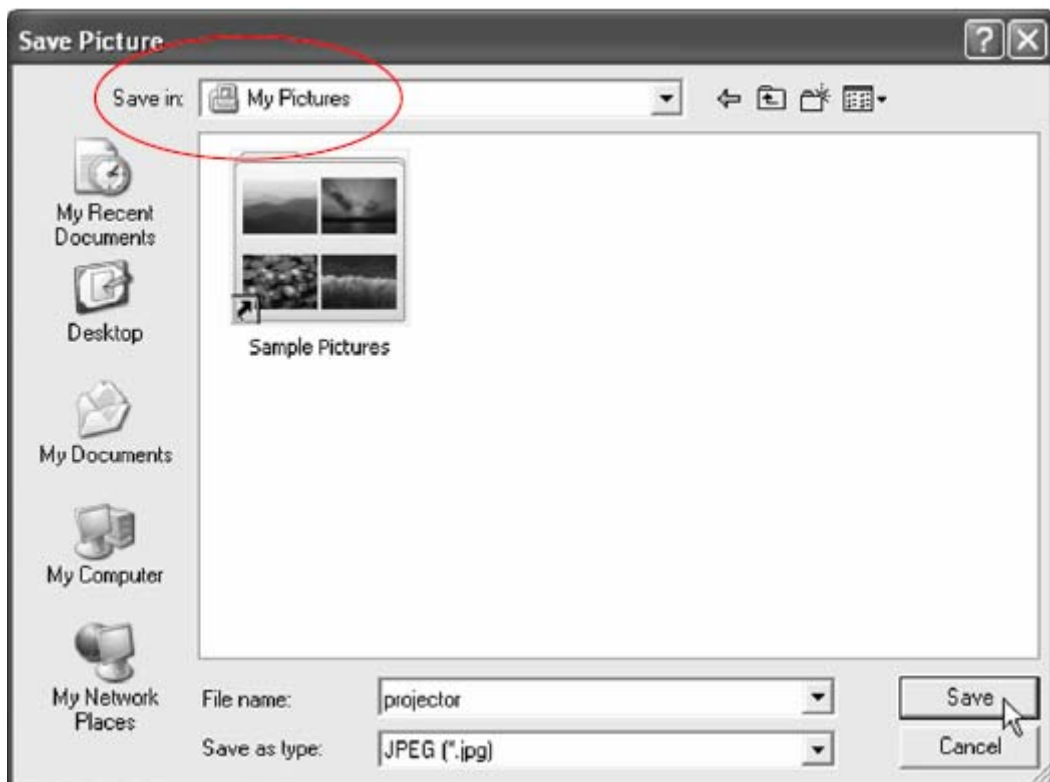 Save Picture
Save in: My Pictures
My Recent
Documents
Desktop
My Documents
My Computer
My Network
Places
Sample Pictures
File name: projector Save
Save as type: JPEG (*.jpg) Cancel